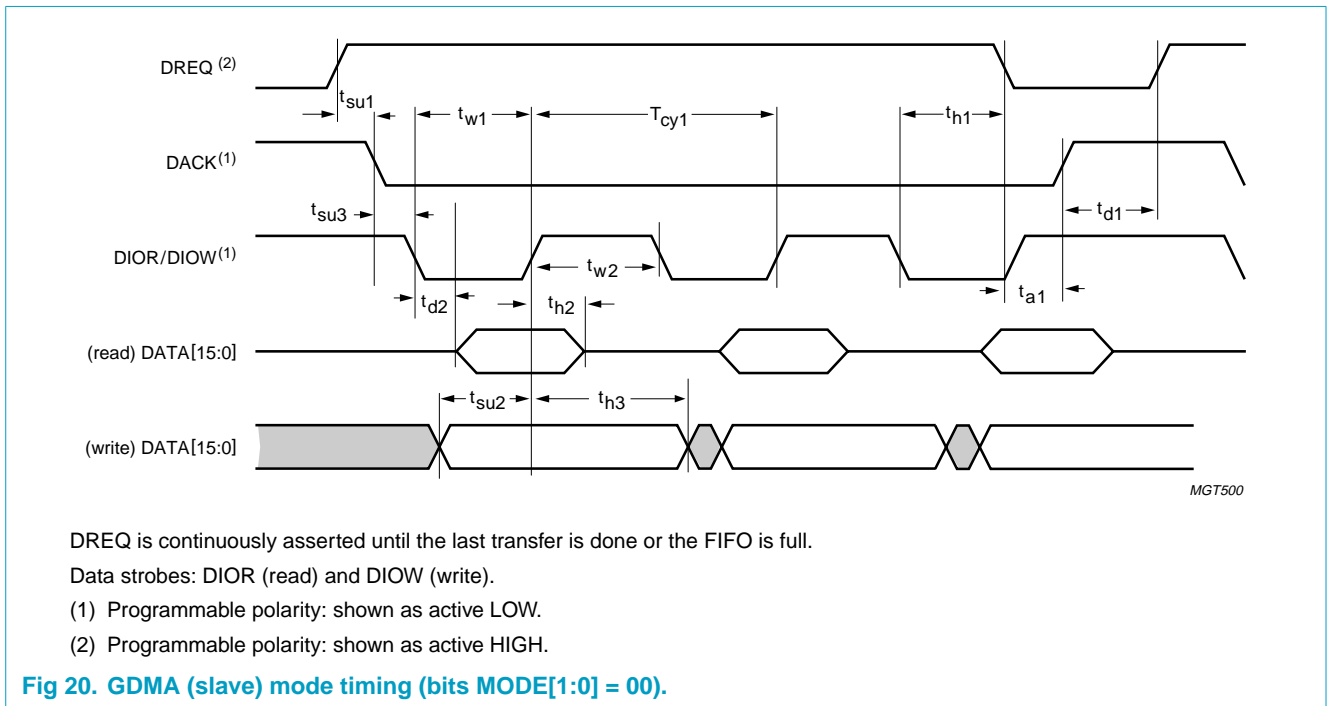 DREQ (2)
tsu1
tw1
Tcy1
th1
DACK(1)
tsu3
td1
DIOR/DIOW(1)
tw2
td2
th2
ta1
(read) DATA[15:0]
tsu2
th3
(write) DATA[15:0]
MGT500
DREQ is continuously asserted until the last transfer is done or the FIFO is full.
Data strobes: DIOR (read) and DIOW (write).
(1) Programmable polarity: shown as active LOW.
(2) Programmable polarity: shown as active HIGH.
Fig 20. GDMA (slave) mode timing (bits MODE[1:0] = 00).